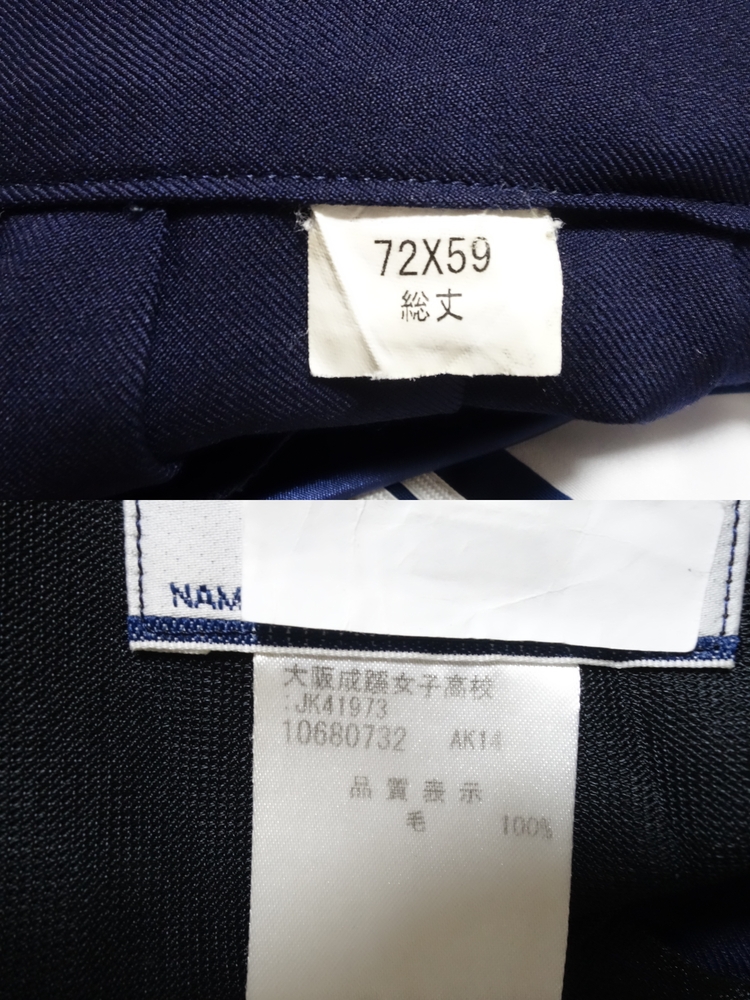 72X59
総丈
NAM
大阪成蹊女子高校
:JK41973
10680732 AK14
品質表示
毛 100%